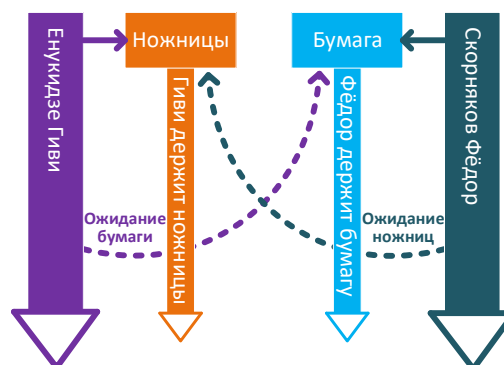 Енукидзе Гиви
Ножницы
Гиви держит ножницы
Бумага
Фёдор держит бумагу
Скорняков Фёдор
Ожидание
бумаги
Ожидание
ножниц